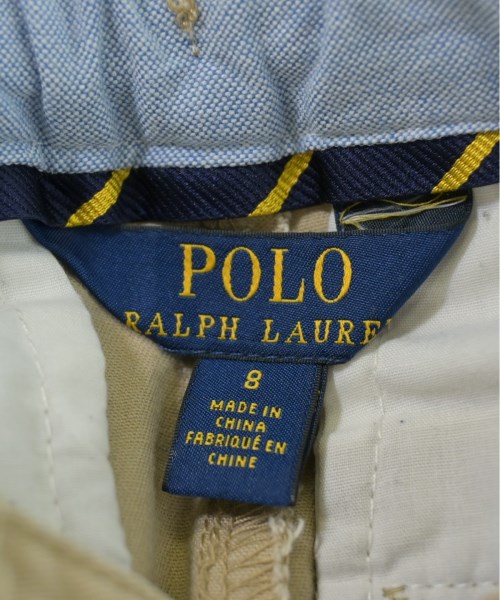 POLO
RALPH LAURE
8
MADE IN
CHINA
FABRIQUÉ EN
CHINE